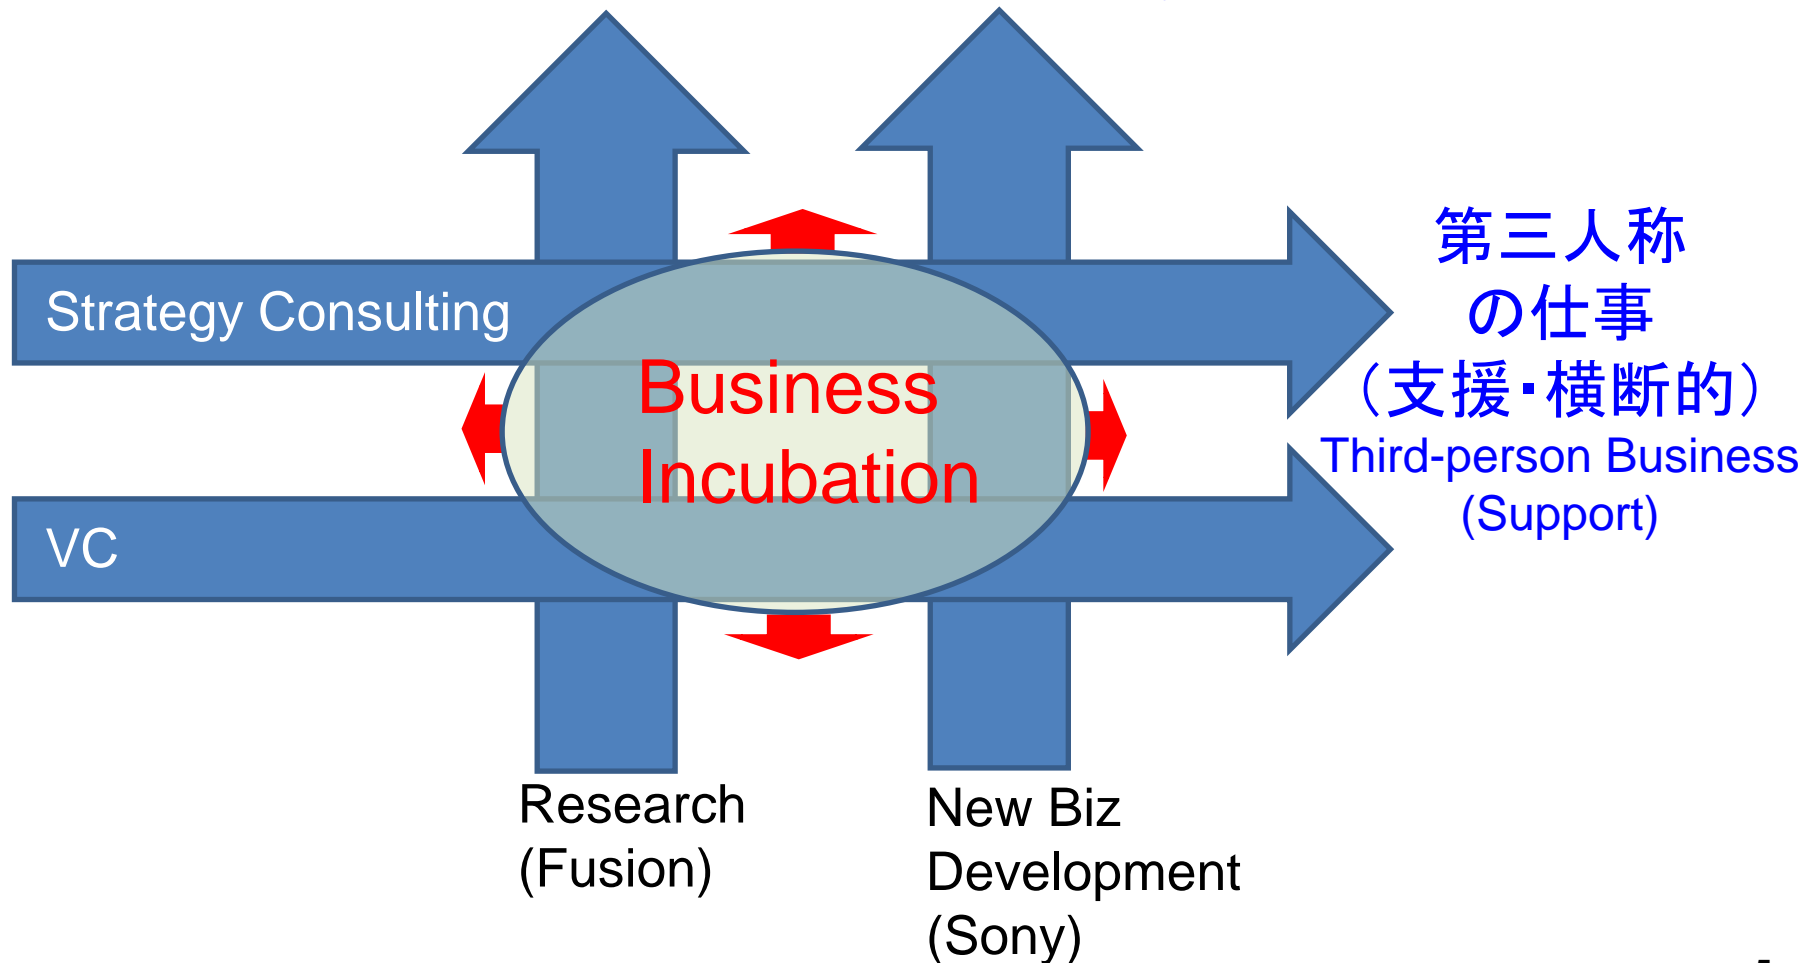 Strategy Consulting
VC
Business
Incubation
第三人称
の仕事
（支援・横断的）
Third-person Business
(Support)
Research
(Fusion)
New Biz
Development
(Sony)